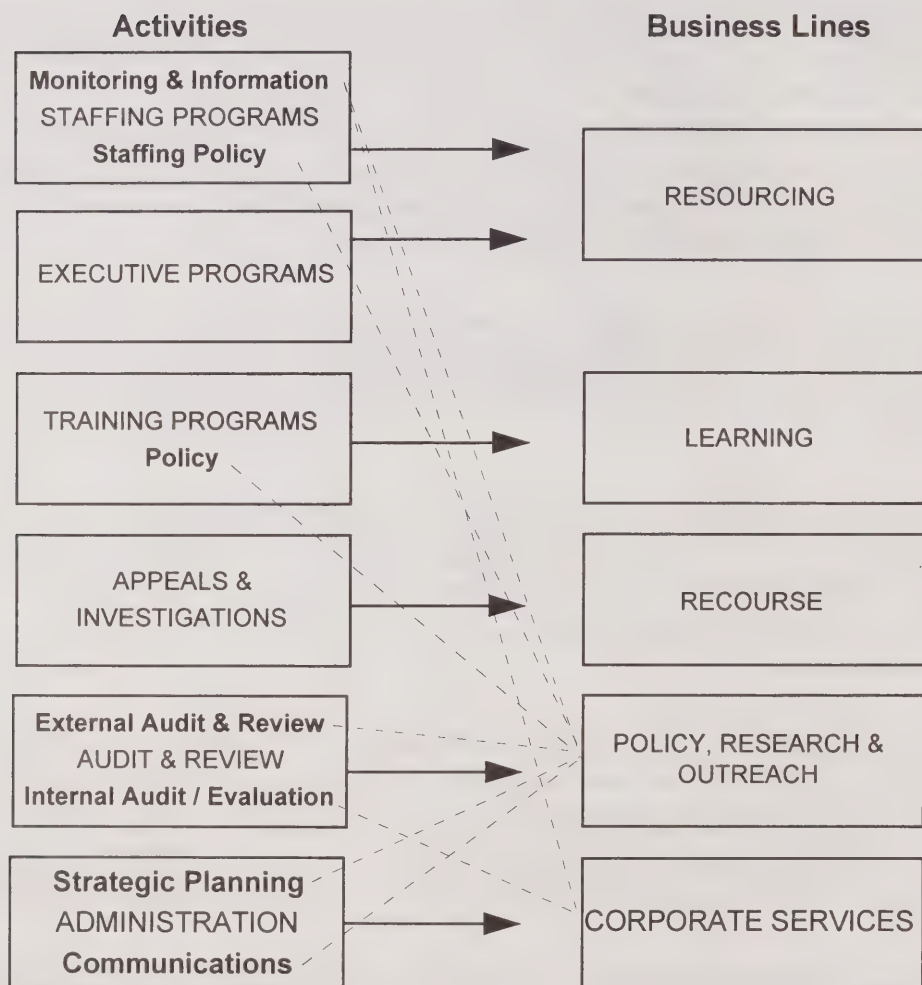 Activities
Business Lines
Monitoring & Information
STAFFING PROGRAMS
Staffing Policy
RESOURCING
EXECUTIVE PROGRAMS
TRAINING PROGRAMS
Policy
LEARNING
APPEALS &
INVESTIGATIONS
RECOURSE
External Audit & Review
AUDIT & REVIEW
Internal Audit / Evaluation
POLICY, RESEARCH &
OUTREACH
Strategic Planning
ADMINISTRATION
Communications
CORPORATE SERVICES